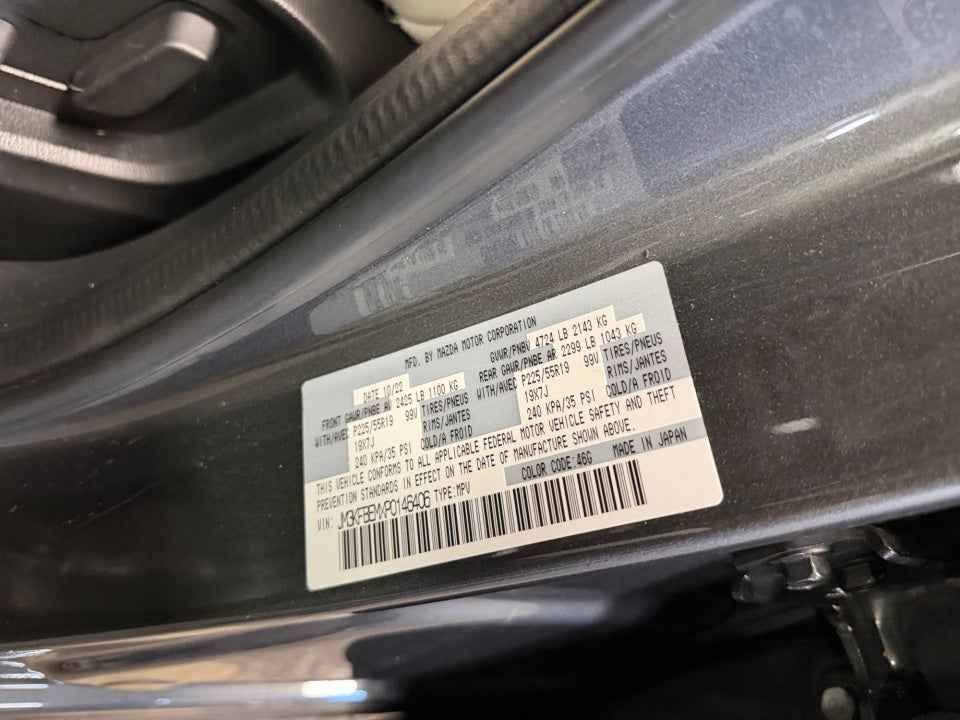 MFD. BY MAZDA MOTOR CORPORATION
DATE 10/22 GVWR/PNBV 4724 LB 2143 KG
FRONT GAWR/PNBE AV 2425 LB 1100 KG REAR GAWR/PNBE AR 2299 LB 1043 KG
WITH/AVEC P225/55R19 99V TIRES/PNEUS WITH/AVEC P225/55R19 99V TIRES/PNEUS
19X7J RIMS/JANTES 19X7J RIMS/JANTES
240 KPA/35 PSI COLD/A FROID 240 KPA/35 PSI COLD/A FROID
THIS VEHICLE CONFORMS TO ALL APPLICABLE FEDERAL MOTOR VEHICLE SAFETY AND THEFT
PREVENTION STANDARDS IN EFFECT ON THE DATE OF MANUFACTURE SHOWN ABOVE.
COLOR CODE:46G MADE IN JAPAN
VIN: JM3KFBEMXP0146406 TYPE:MPV